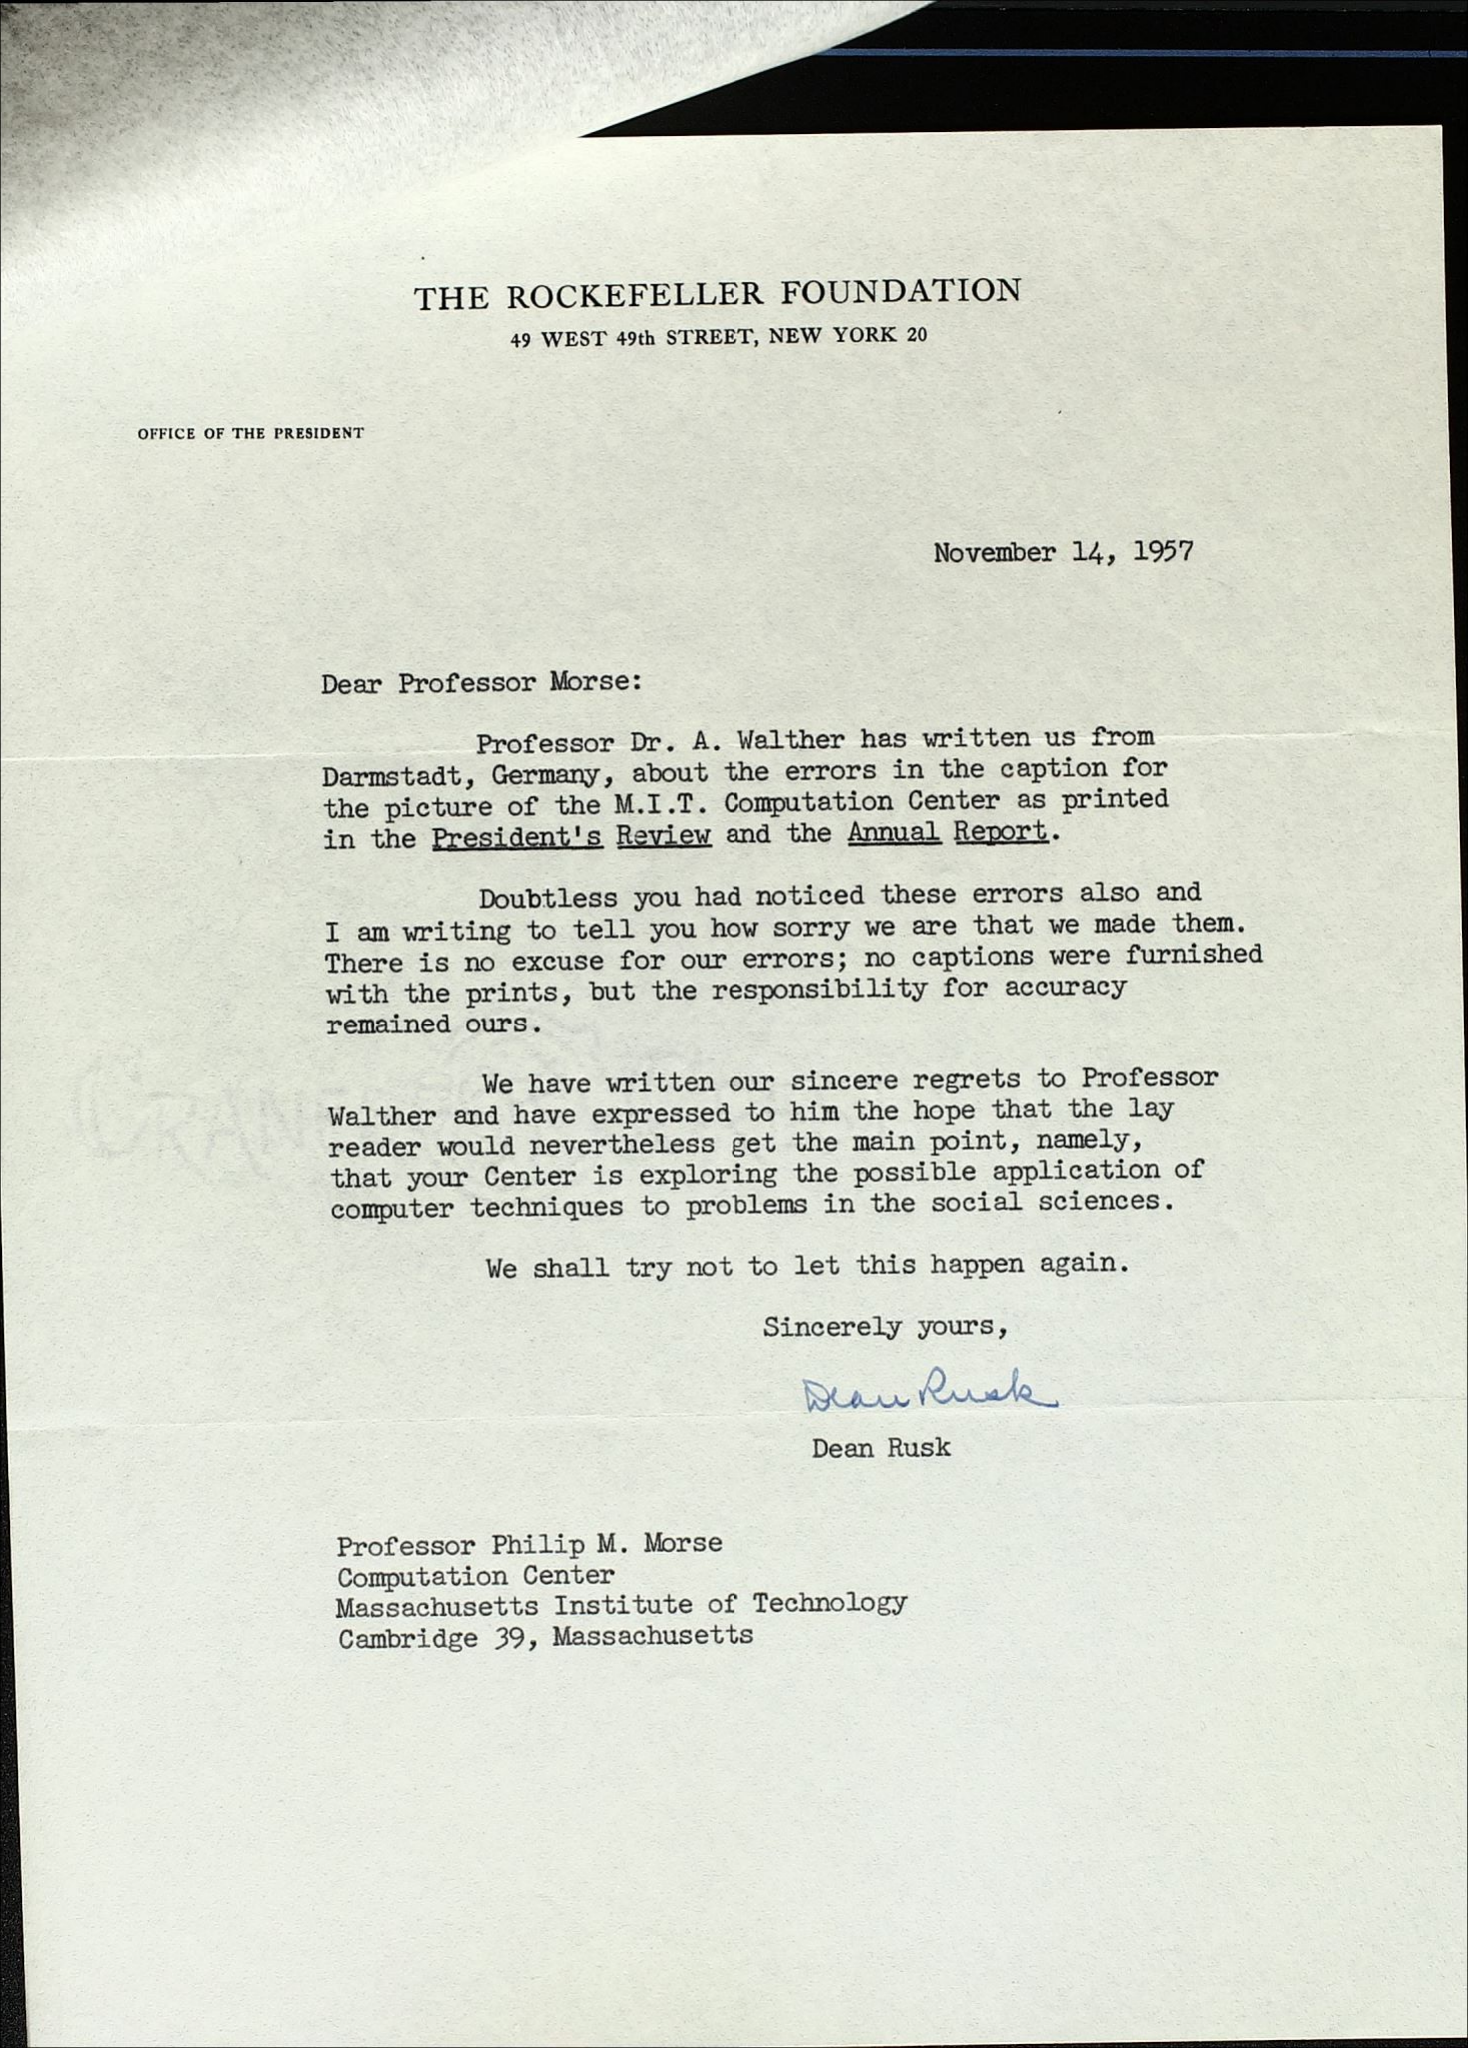 THE ROCKEFELLER FOUNDATION
49 WEST 49th STREET, NEW YORK 20
OFFICE OF THE PRESIDENT
November 14, 1957
Dear Professor Morse:
Professor Dr. A. Walther has written us from
Darmstadt, Germany, about the errors in the caption for
the picture of the M.I.T. Computation Center as printed
in the President's Review and the Annual Report.
Doubtless you had noticed these errors also and
I am writing to tell you how sorry we are that we made them.
There is no excuse for our errors; no captions were furnished
with the prints, but the responsibility for accuracy
remained ours.
We have written our sincere regrets to Professor
Walther and have expressed to him the hope that the lay
reader would nevertheless get the main point, namely,
that your Center is exploring the possible application of
computer techniques to problems in the social sciences.
We shall try not to let this happen again.
Sincerely yours,
Dean Rusk
Dean Rusk
Professor Philip M. Morse
Computation Center
Massachusetts Institute of Technology
Cambridge 39, Massachusetts